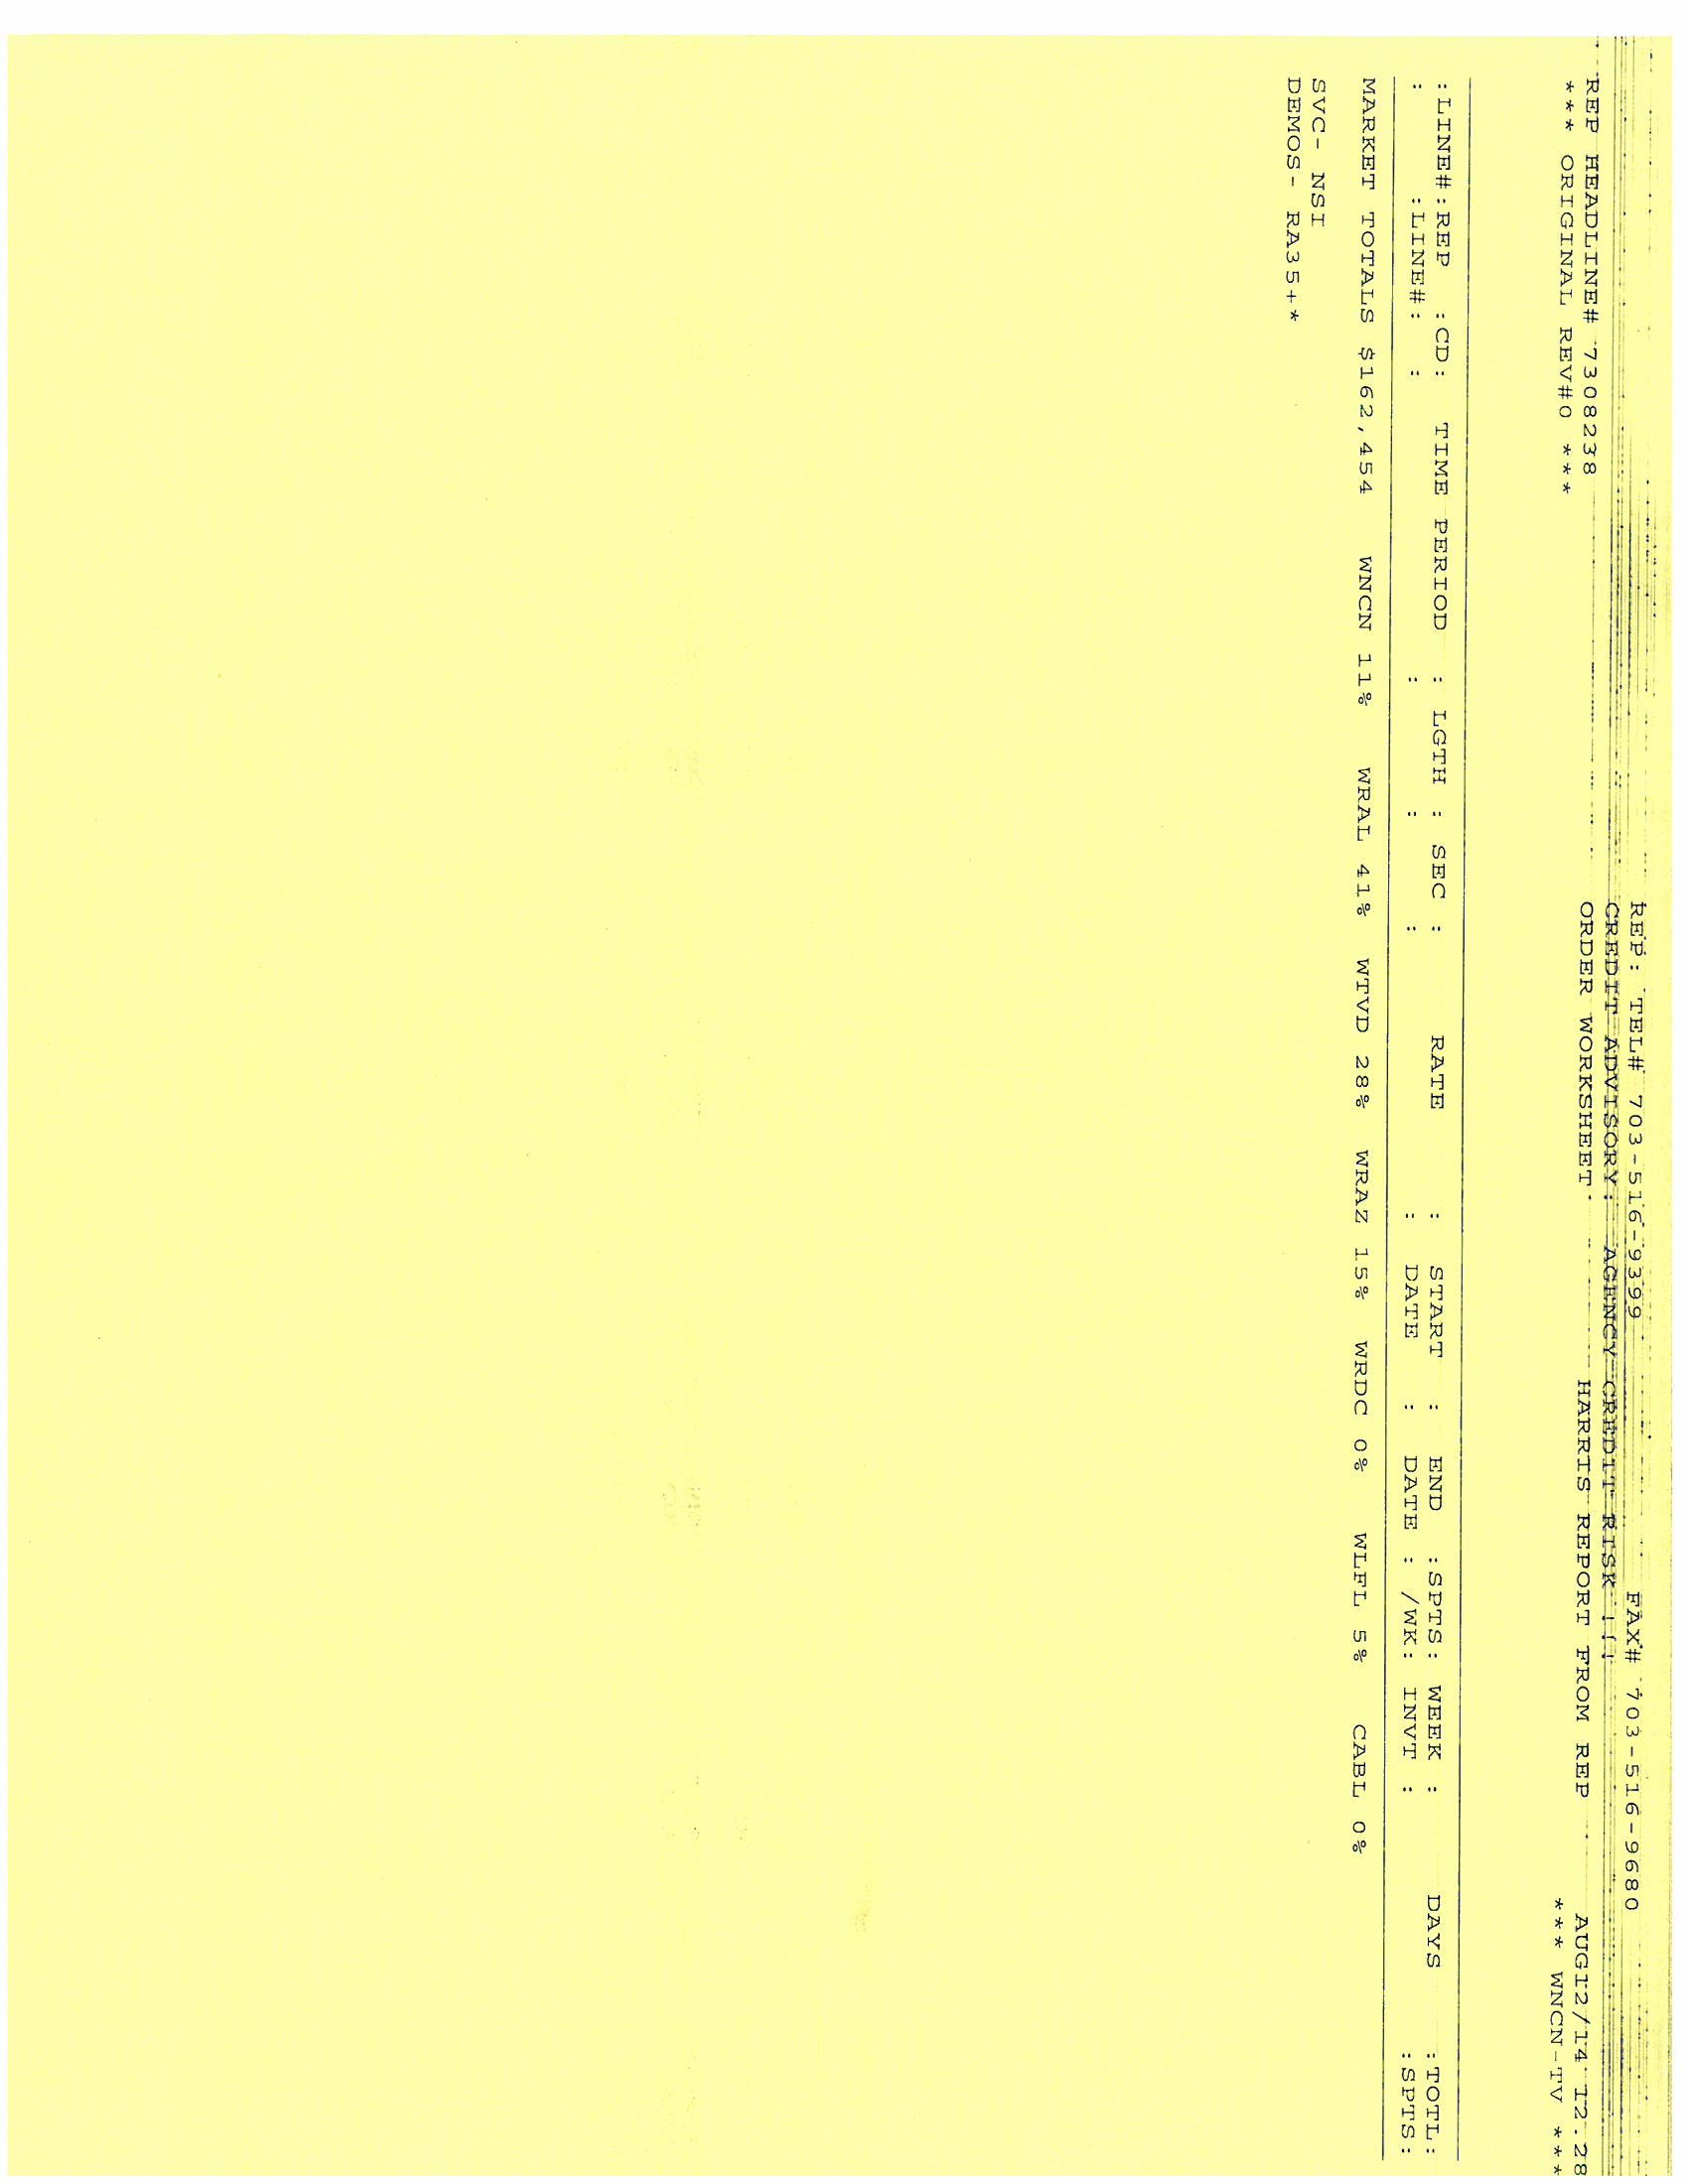 REP: TEL# 703-516-9399 FAX# 703-516-9680
CREDIT ADVISORY: AGENCY CREDIT RISK !!!
REP HEADLINE# 7308238 ORDER WORKSHEET HARRIS REPORT FROM REP AUG12/14 12.28
*** ORIGINAL REV#0 *** *** WNCN-TV ***
:LINE#:REP :CD: TIME PERIOD : LGTH : SEC : RATE : START : END :SPTS: WEEK : DAYS :TOTL:
: :LINE#: : : : : : DATE : DATE : /WK: INVT : :SPTS:
MARKET TOTALS $162,454 WNCN 11% WRAL 41% WTVD 28% WRAZ 15% WRDC 0% WLFL 5% CABL 0%
SVC- NSI
DEMOS- RA35+*